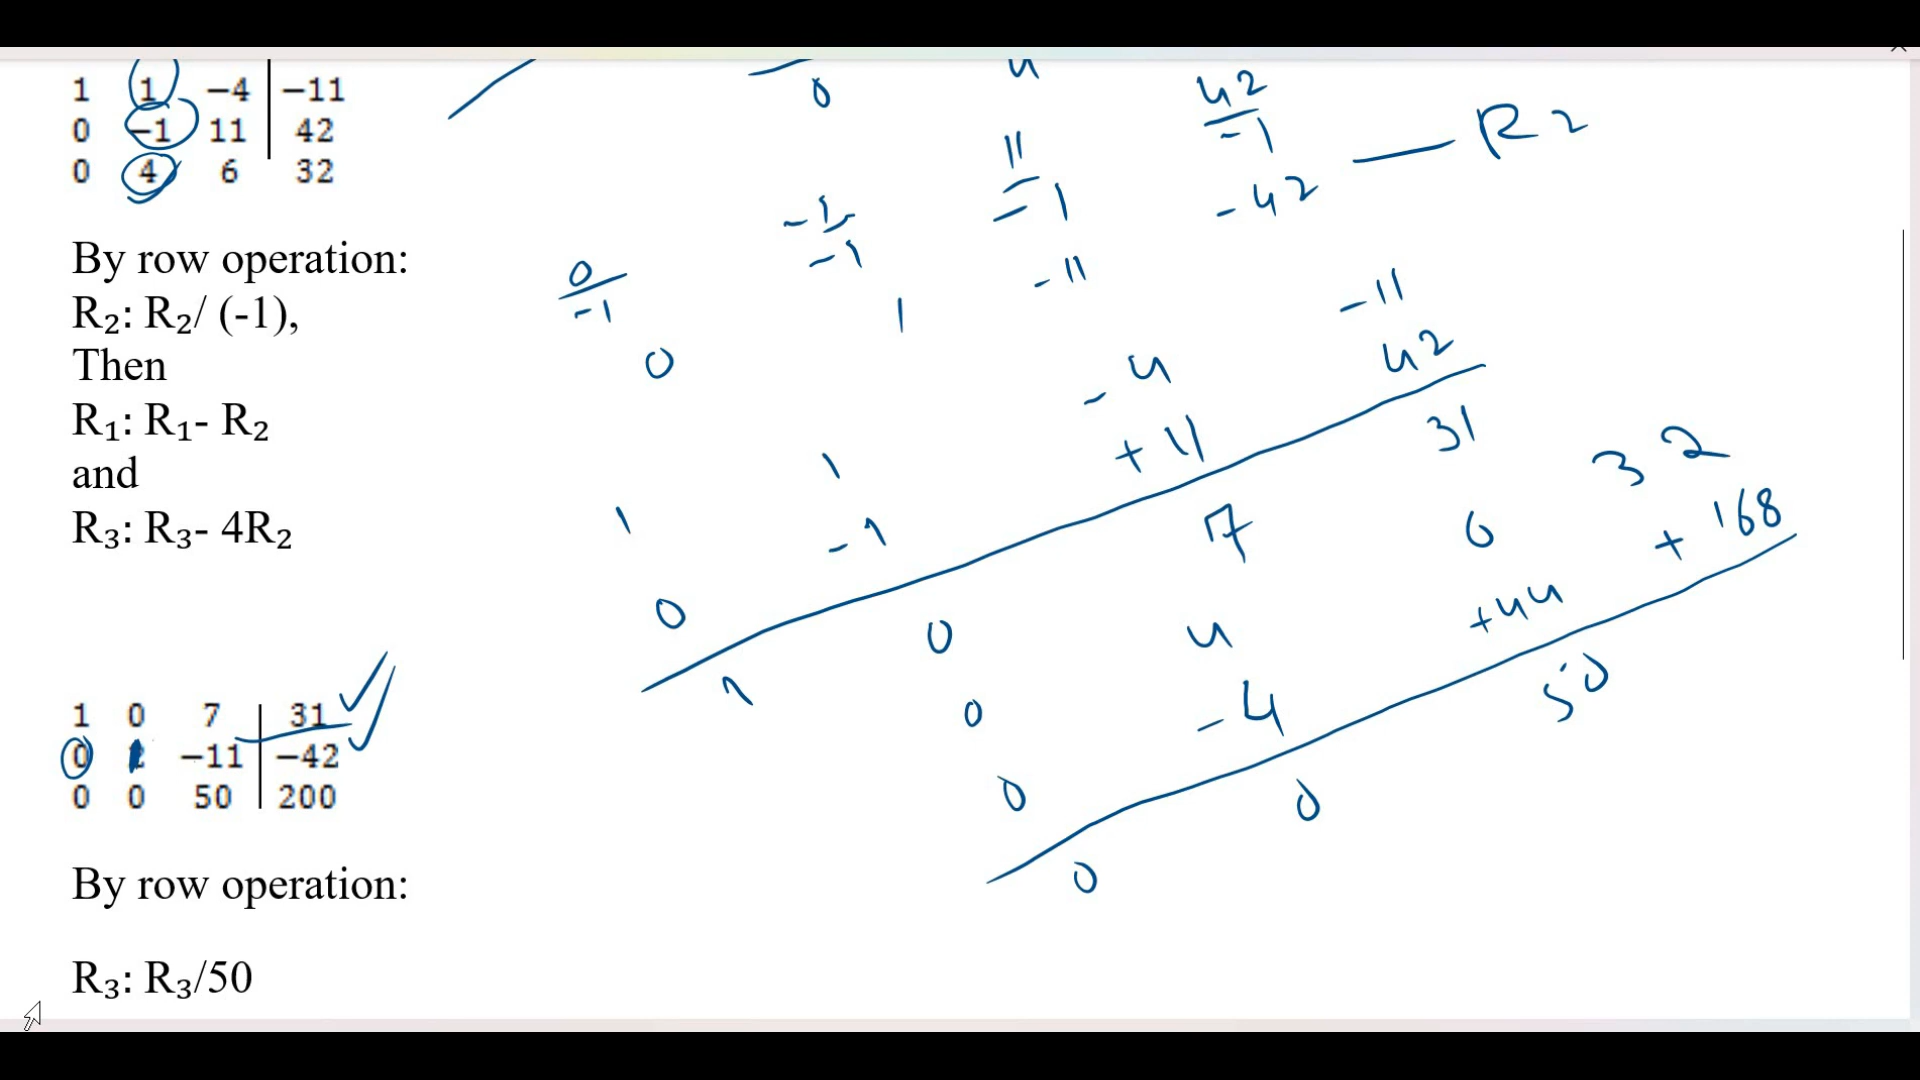 1 1 -4 | -11
0 -1 11 | 42
0 4 6 32
By row operation:
R₂: R₂/ (-1),
Then
R₁: R₁- R₂
and
R₃: R₃- 4R₂
1 0 7 | 31
0 1 -11 | -42
0 0 50 | 200
By row operation:
R₃: R₃/50
0 4 42
-1
11
-1
-42 — R2
-1
-1
0
-1
-11
0 1
-11
42
-4
+11
31
1
-1
1
7
0 0
1
32
+168
6
+44
4
-4
50
0
0
0
0